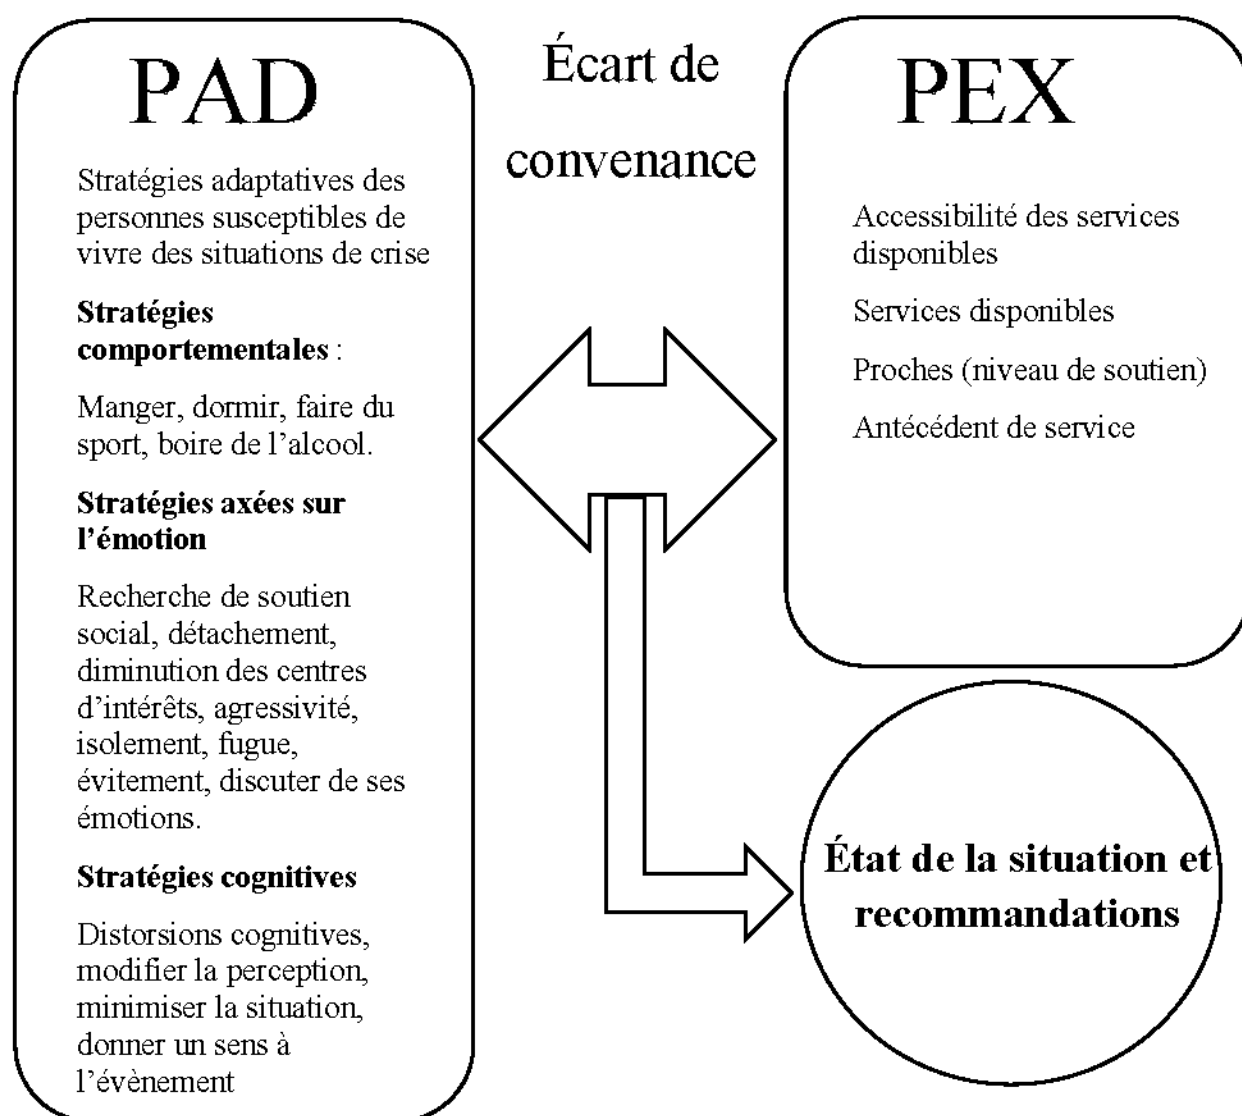 PAD
Stratégies adaptatives des
personnes susceptibles de
vivre des situations de crise
Stratégies
comportementales :
Manger, dormir, faire du
sport, boire de l’alcool.
Stratégies axées sur
l’émotion
Recherche de soutien
social, détachement,
diminution des centres
d’intérêts, agressivité,
isolement, fugue,
évitement, discuter de ses
émotions.
Stratégies cognitives
Distorsions cognitives,
modifier la perception,
minimiser la situation,
donner un sens à
l’évènement
Écart de
convenance
PEX
Accessibilité des services
disponibles
Services disponibles
Proches (niveau de soutien)
Antécédent de service
État de la situation et
recommandations